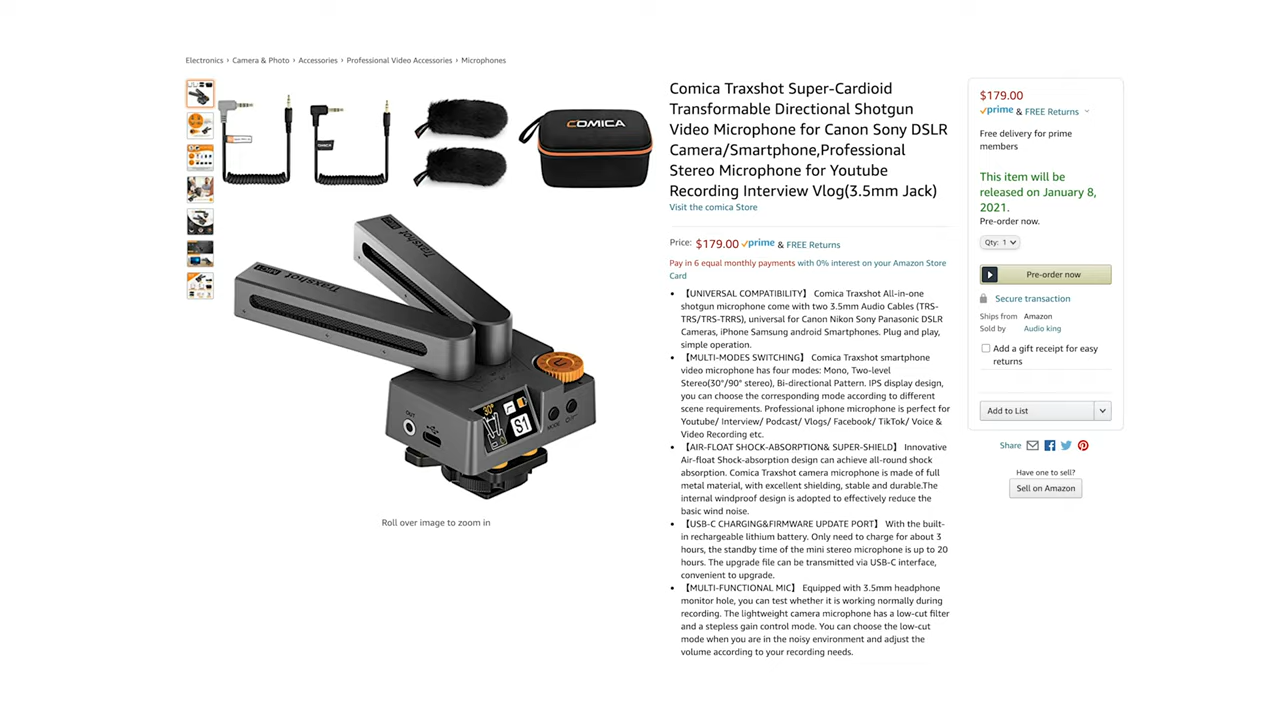 Electronics › Camera & Photo › Accessories › Professional Video Accessories › Microphones
COMICA
COMICA
Traxshot
Traxshot
OUT
90°
S1
MODE
Roll over image to zoom in
Comica Traxshot Super-Cardioid
Transformable Directional Shotgun
Video Microphone for Canon Sony DSLR
Camera/Smartphone,Professional
Stereo Microphone for Youtube
Recording Interview Vlog(3.5mm Jack)
Visit the comica Store
Price: $179.00 prime & FREE Returns
Pay in 6 equal monthly payments with 0% interest on your Amazon Store
Card
• 【UNIVERSAL COMPATIBILITY】 Comica Traxshot All-in-one
shotgun microphone come with two 3.5mm Audio Cables (TRS-
TRS/TRS-TRRS), universal for Canon Nikon Sony Panasonic DSLR
Cameras, iPhone Samsung android Smartphones. Plug and play,
simple operation.
• 【MULTI-MODES SWITCHING】 Comica Traxshot smartphone
video microphone has four modes: Mono, Two-level
Stereo(30°/90° stereo), Bi-directional Pattern. IPS display design,
you can choose the corresponding mode according to different
scene requirements. Professional iphone microphone is perfect for
Youtube/ Interview/ Podcast/ Vlogs/ Facebook/ TikTok/ Voice &
Video Recording etc.
• 【AIR-FLOAT SHOCK-ABSORPTION& SUPER-SHIELD】 Innovative
Air-float Shock-absorption design can achieve all-round shock
absorption. Comica Traxshot camera microphone is made of full
metal material, with excellent shielding, stable and durable.The
internal windproof design is adopted to effectively reduce the
basic wind noise.
• 【USB-C CHARGING&FIRMWARE UPDATE PORT】 With the built-
in rechargeable lithium battery. Only need to charge for about 3
hours, the standby time of the mini stereo microphone is up to 20
hours. The upgrade file can be transmitted via USB-C interface,
convenient to upgrade.
• 【MULTI-FUNCTIONAL MIC】 Equipped with 3.5mm headphone
monitor hole, you can test whether it is working normally during
recording. The lightweight camera microphone has a low-cut filter
and a stepless gain control mode. You can choose the low-cut
mode when you are in the noisy environment and adjust the
volume according to your recording needs.
$179.00
prime & FREE Returns
Free delivery for prime
members
This item will be
released on January 8,
2021.
Pre-order now.
Qty: 1
Pre-order now
Secure transaction
Ships from Amazon
Sold by Audio king
Add a gift receipt for easy
returns
Add to List
Share
Have one to sell?
Sell on Amazon